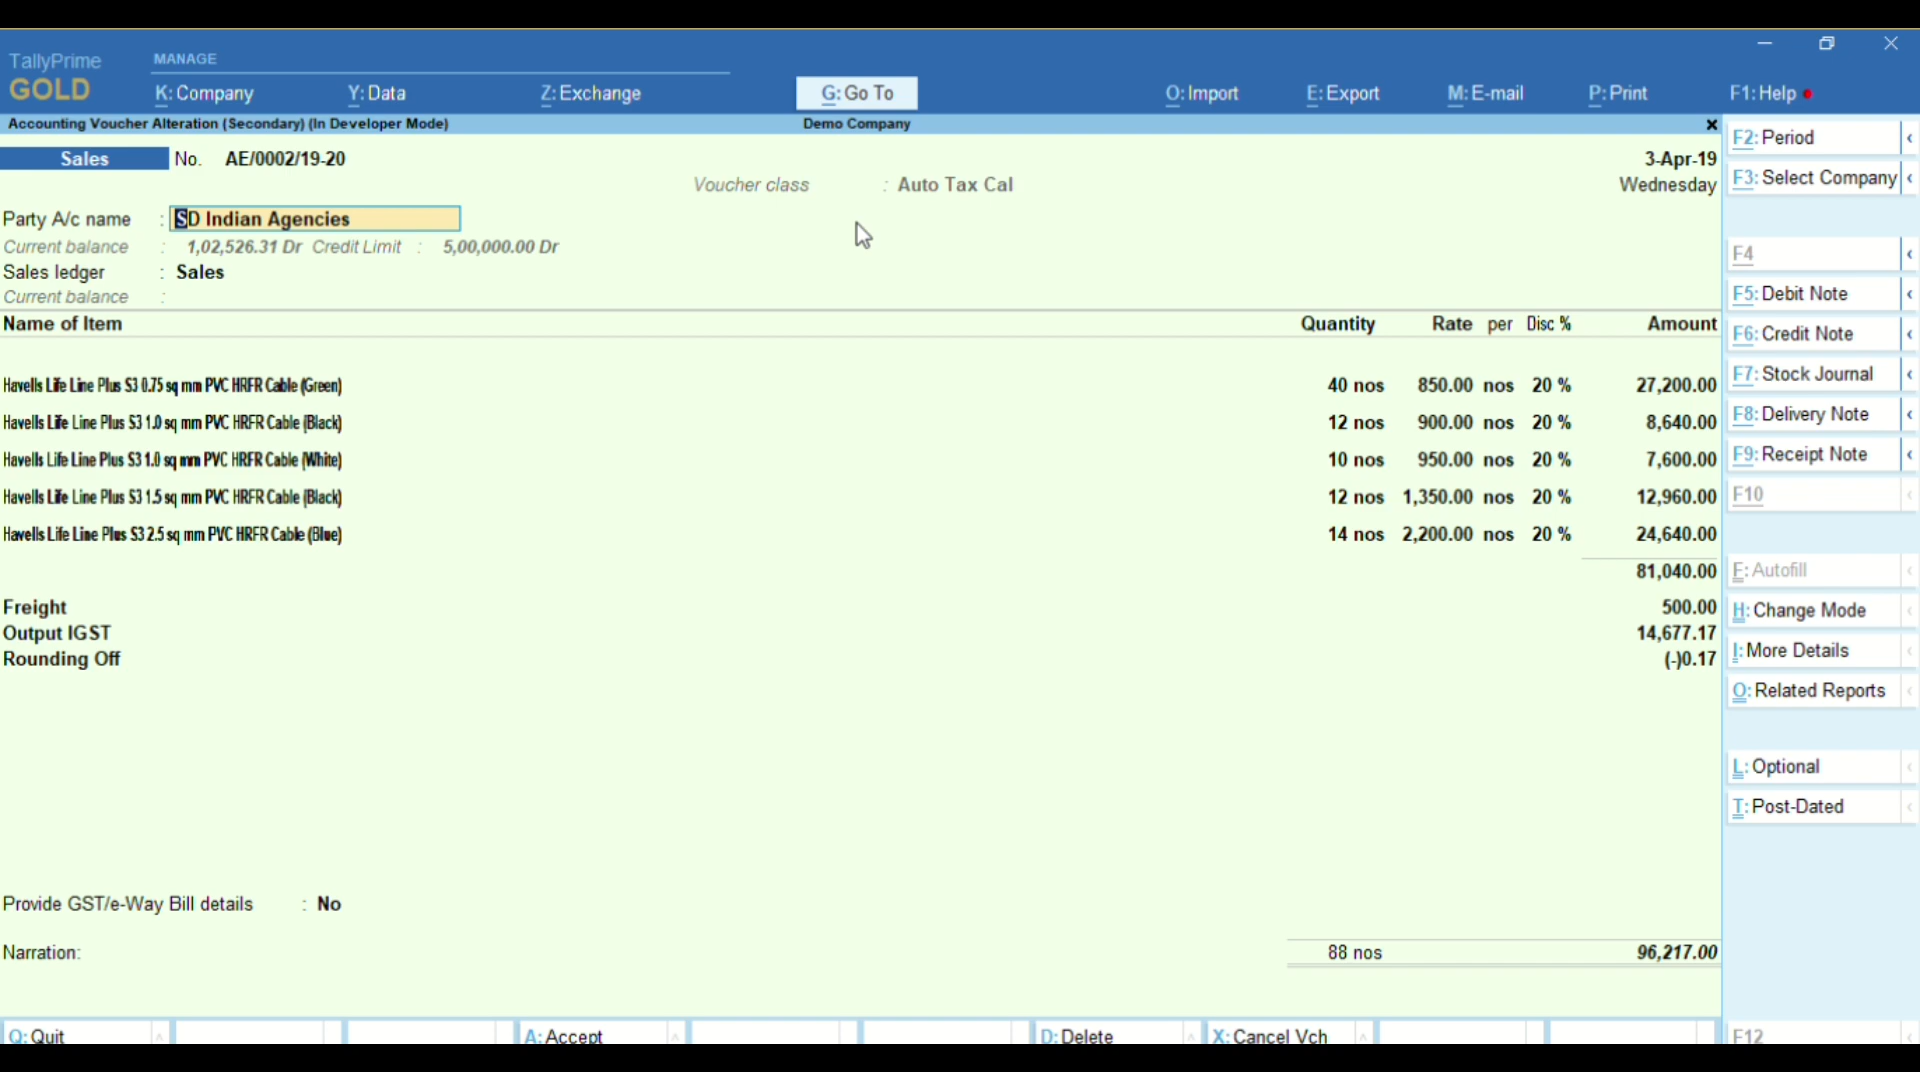 TallyPrime
GOLD
MANAGE
K: Company Y: Data Z: Exchange G: Go To O: Import E: Export M: E-mail P: Print F1: Help
Accounting Voucher Alteration (Secondary) (In Developer Mode) Demo Company
Sales No. AE/0002/19-20 3-Apr-19
Voucher class : Auto Tax Cal Wednesday
Party A/c name : SD Indian Agencies
Current balance : 1,02,526.31 Dr Credit Limit : 5,00,000.00 Dr
Sales ledger : Sales
Current balance :
Name of Item Quantity Rate per Disc % Amount
Havells Life Line Plus S3 0.75 sq mm PVC HRFR Cable (Green) 40 nos 850.00 nos 20 % 27,200.00
Havells Life Line Plus S3 1.0 sq mm PVC HRFR Cable (Black) 12 nos 900.00 nos 20 % 8,640.00
Havells Life Line Plus S3 1.0 sq mm PVC HRFR Cable (White) 10 nos 950.00 nos 20 % 7,600.00
Havells Life Line Plus S3 1.5 sq mm PVC HRFR Cable (Black) 12 nos 1,350.00 nos 20 % 12,960.00
Havells Life Line Plus S3 2.5 sq mm PVC HRFR Cable (Blue) 14 nos 2,200.00 nos 20 % 24,640.00
81,040.00
Freight 500.00
Output IGST 14,677.17
Rounding Off (-)0.17
Provide GST/e-Way Bill details : No
Narration: 88 nos 96,217.00
Q: Quit A: Accept D: Delete X: Cancel Vch
F2: Period
F3: Select Company
F4
F5: Debit Note
F6: Credit Note
F7: Stock Journal
F8: Delivery Note
F9: Receipt Note
F10
F: Autofill
H: Change Mode
I: More Details
O: Related Reports
L: Optional
T: Post-Dated
F12